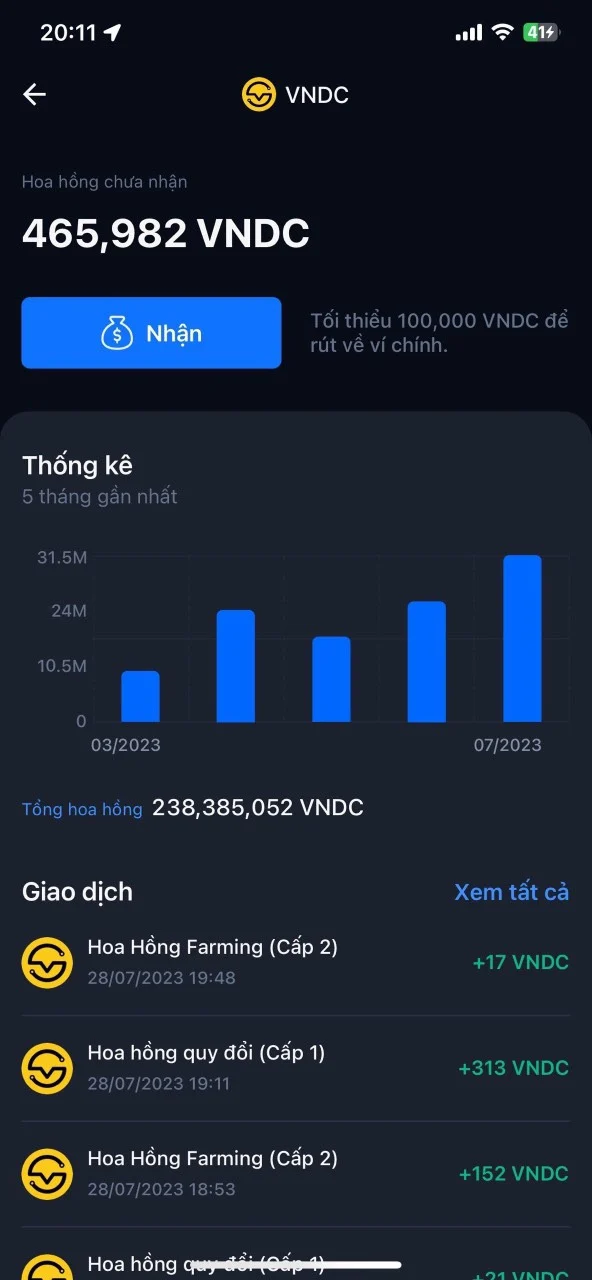 20:11
41
VNDC
Hoa hồng chưa nhận
465,982 VNDC
Nhận
Tối thiểu 100,000 VNDC để
rút về ví chính.
Thống kê
5 tháng gần nhất
31.5M
24M
10.5M
0
03/2023
07/2023
Tổng hoa hồng 238,385,052 VNDC
Giao dịch
Xem tất cả
Hoa Hồng Farming (Cấp 2)
28/07/2023 19:48
+17 VNDC
Hoa hồng quy đổi (Cấp 1)
28/07/2023 19:11
+313 VNDC
Hoa Hồng Farming (Cấp 2)
28/07/2023 18:53
+152 VNDC
Hoa hồng quy đổi (Cấp 1)
+21 VNDC